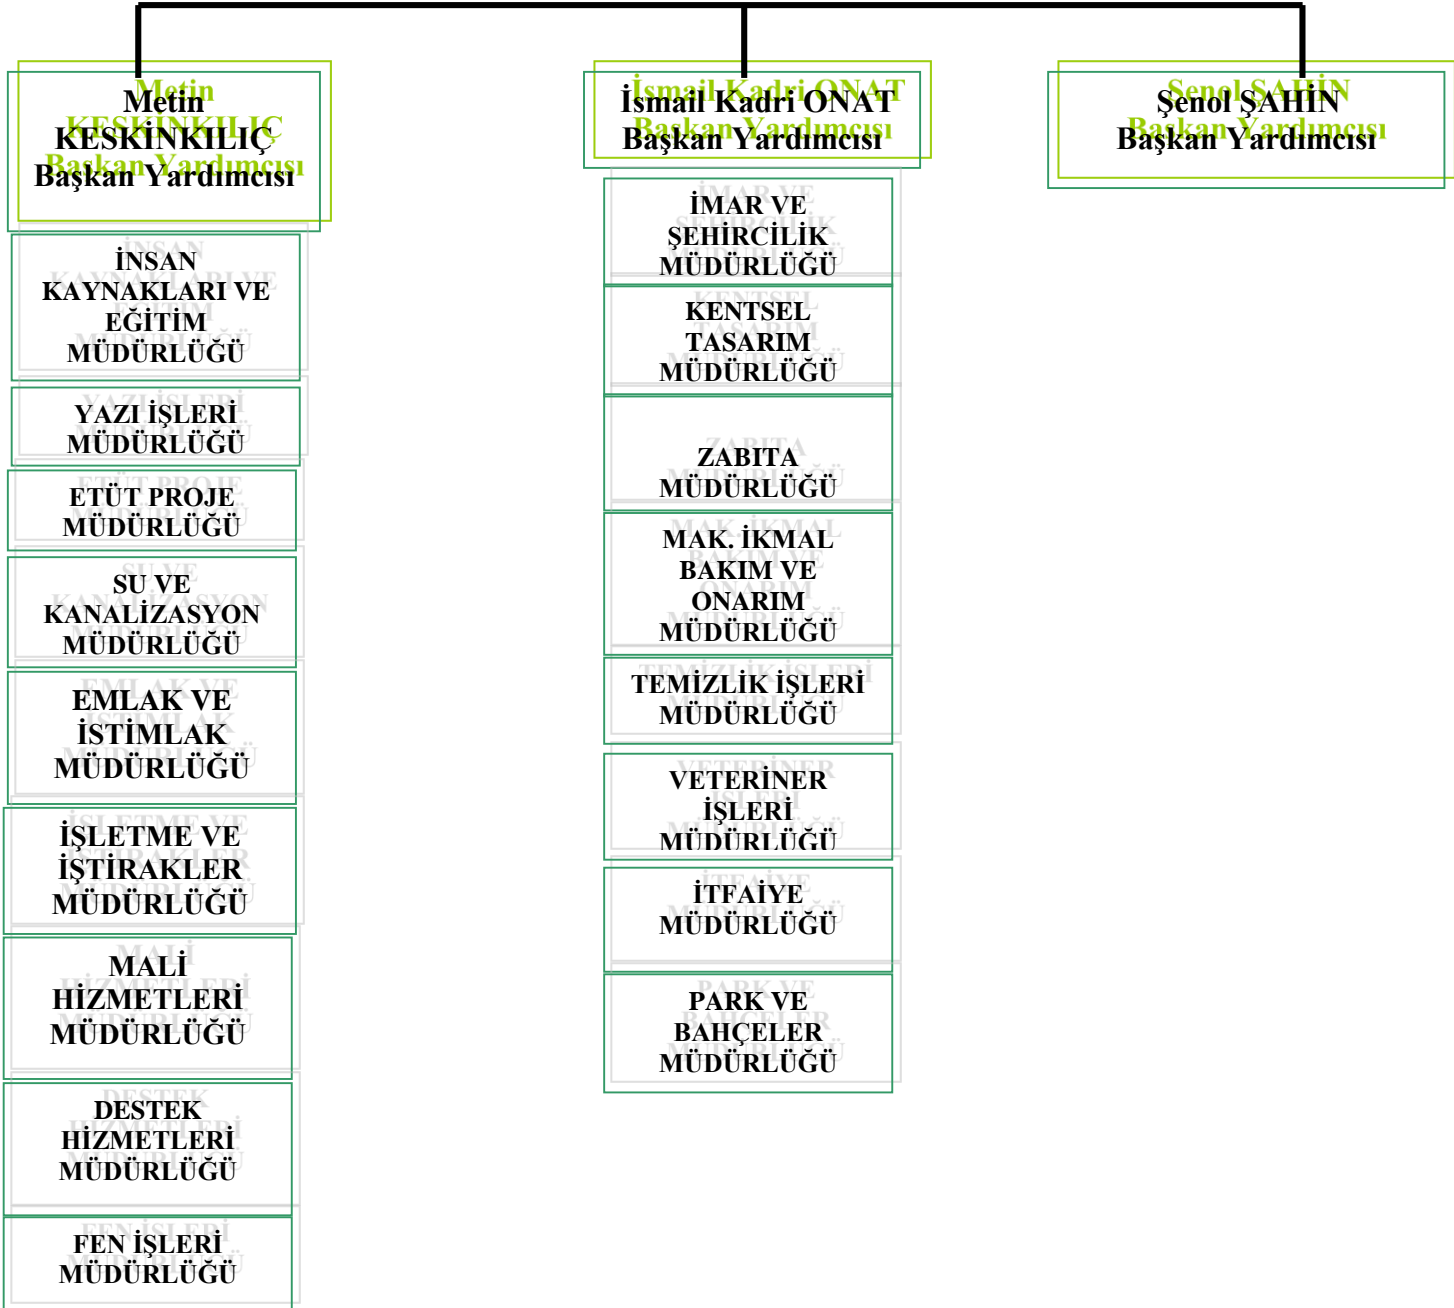 Metin
KESKİNKILIÇ
Başkan Yardımcısı
İNSAN
KAYNAKLARI VE
EĞİTİM
MÜDÜRLÜĞÜ
YAZI İŞLERİ
MÜDÜRLÜĞÜ
ETÜT PROJE
MÜDÜRLÜĞÜ
SU VE
KANALİZASYON
MÜDÜRLÜĞÜ
EMLAK VE
İSTİMLAK
MÜDÜRLÜĞÜ
İŞLETME VE
İŞTİRAKLER
MÜDÜRLÜĞÜ
MALİ
HİZMETLERİ
MÜDÜRLÜĞÜ
DESTEK
HİZMETLERİ
MÜDÜRLÜĞÜ
FEN İŞLERİ
MÜDÜRLÜĞÜ
İsmail Kadri ONAT
Başkan Yardımcısı
İMAR VE
ŞEHİRCİLİK
MÜDÜRLÜĞÜ
KENTSEL
TASARIM
MÜDÜRLÜĞÜ
ZABITA
MÜDÜRLÜĞÜ
MAK. İKMAL
BAKIM VE
ONARIM
MÜDÜRLÜĞÜ
TEMİZLİK İŞLERİ
MÜDÜRLÜĞÜ
VETERİNER
İŞLERİ
MÜDÜRLÜĞÜ
İTFAİYE
MÜDÜRLÜĞÜ
PARK VE
BAHÇELER
MÜDÜRLÜĞÜ
Şenol ŞAHİN
Başkan Yardımcısı